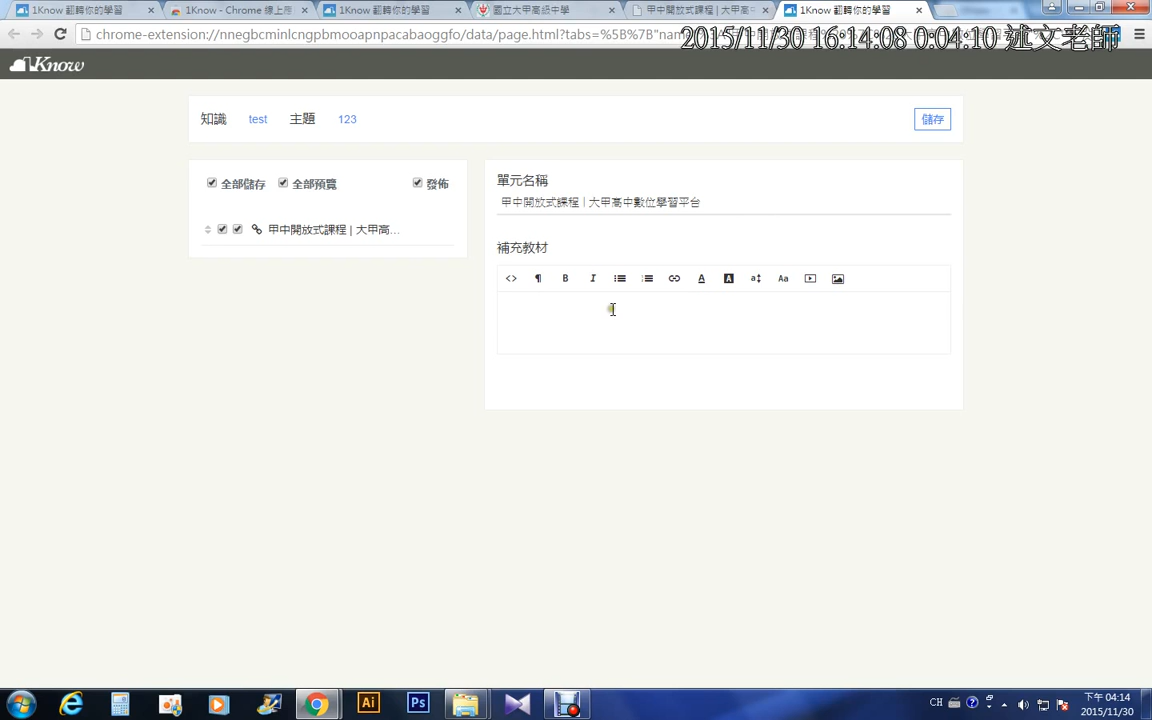 1Know 翻轉你的學習
1Know - Chrome 線上應
1Know 翻轉你的學習
國立大甲高級中學
甲中開放式課程 | 大甲高中
1Know 翻轉你的學習
chrome-extension://nnegbcminlcngpbmooapnpacabaoggfo/data/page.html?tabs=%5B%7B"nam
2015/11/30 16:14:08 0:04:10 述文老師
1Know
知識 test 主題 123 儲存
全部儲存 全部預覽 發佈
甲中開放式課程 | 大甲高...
單元名稱
甲中開放式課程 | 大甲高中數位學習平台
補充教材
<> ¶ B I A A a Aa
Ai Ps
CH
下午 04:14
2015/11/30